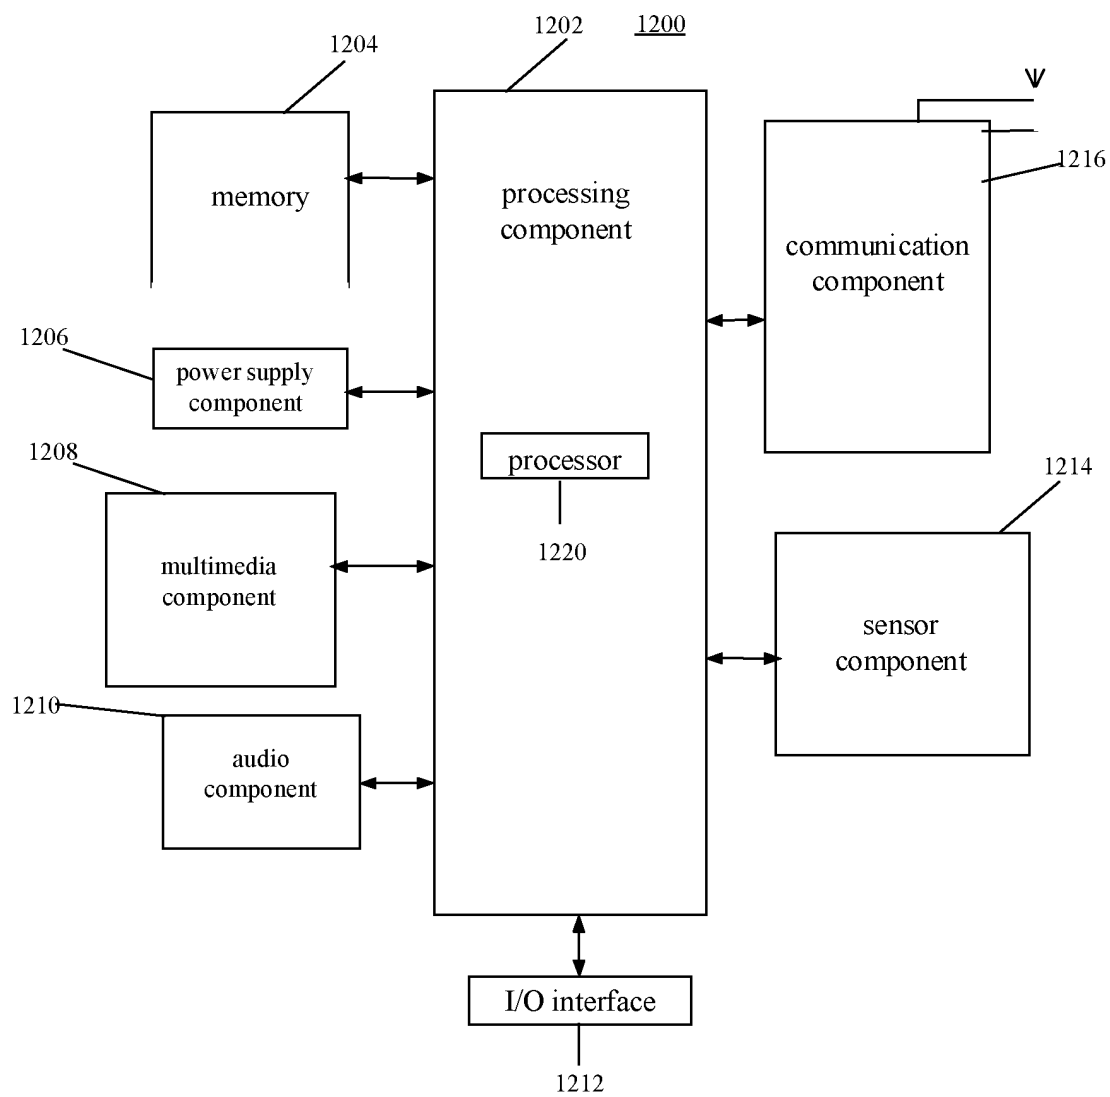 1200
1202
1204
memory
processing
component
1216
communication
component
1206
power supply
component
1208
multimedia
component
processor
1220
1214
sensor
component
1210
audio
component
I/O interface
1212